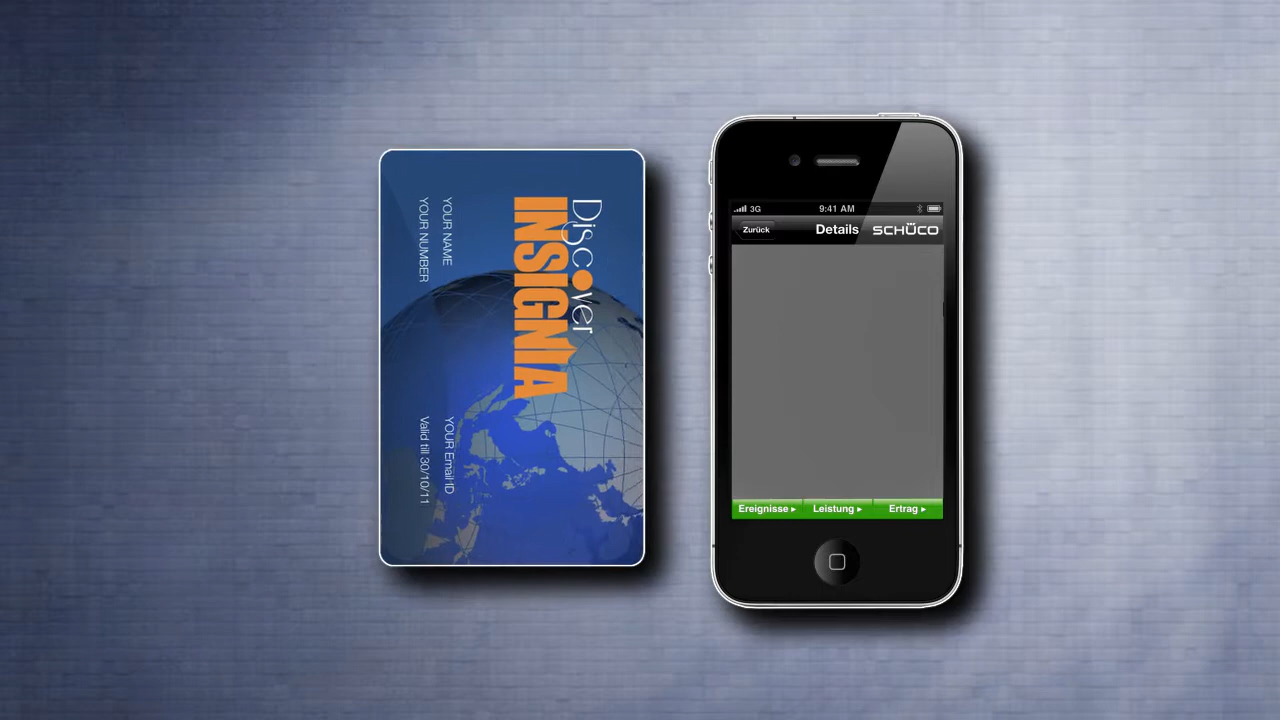 Discover
INSIGNIA
YOUR NAME
YOUR NUMBER
YOUR Email ID
Valid till 30/10/11
3G
9:41 AM
Zurück
Details
SCHÜCO
Ereignisse ▸
Leistung ▸
Ertrag ▸